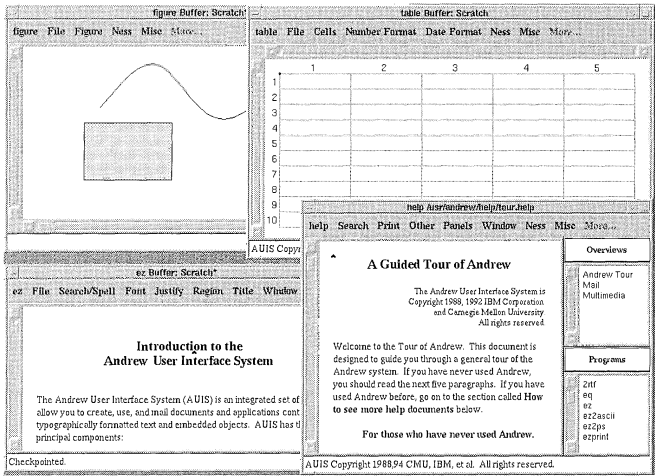 figure Buffer: Scratch*
figure File Figure Ness Misc More...
table Buffer: Scratch
table File Cells Number Format Date Format Ness Misc More...
1 2 3 4 5
1
2
3
4
5
6
7
8
9
10
AUIS Copyr
ez Buffer: Scratch*
ez File Search/Spell Font Justify Region Title Window
Introduction to the
Andrew User Interface System
The Andrew User Interface System (AUIS) is an integrated set of
allow you to create, use, and mail documents and applications cont
typographically formatted text and embedded objects. AUIS has t
principal components:
Checkpointed.
help /usr/andrew/help/tour.help
help Search Print Other Panels Window Ness Misc More...
A Guided Tour of Andrew
The Andrew User Interface System is
Copyright 1988, 1992 IBM Corporation
and Carnegie Mellon University
All rights reserved
Welcome to the Tour of Andrew. This document is
designed to guide you through a general tour of the
Andrew system. If you have never used Andrew,
you should read the next five paragraphs. If you have
used Andrew before, go on to the section called How
to see more help documents below.
For those who have never used Andrew.
Overviews
Andrew Tour
Mail
Multimedia
Programs
2rtf
eq
ez
ez2ascii
ez2ps
ezprint
AUIS Copyright 1988,94 CMU, IBM, et al. All rights reserved.